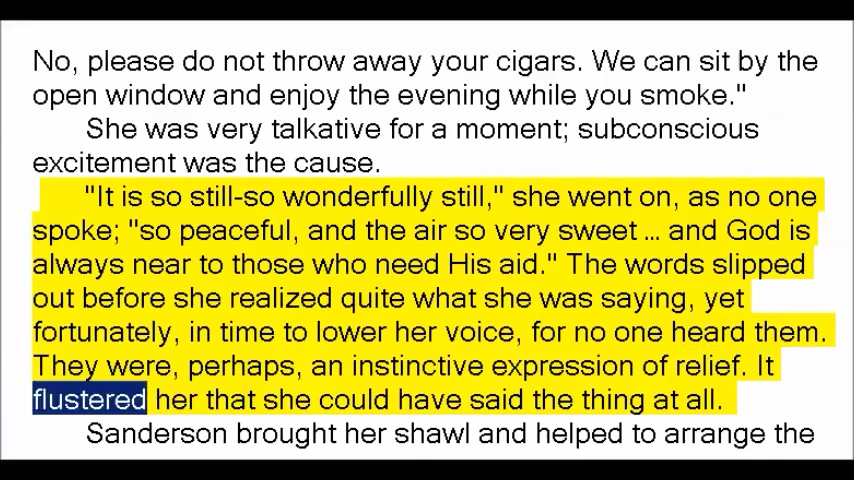 No, please do not throw away your cigars. We can sit by the
open window and enjoy the evening while you smoke."
She was very talkative for a moment; subconscious
excitement was the cause.
"It is so still-so wonderfully still," she went on, as no one
spoke; "so peaceful, and the air so very sweet ... and God is
always near to those who need His aid." The words slipped
out before she realized quite what she was saying, yet
fortunately, in time to lower her voice, for no one heard them.
They were, perhaps, an instinctive expression of relief. It
flustered her that she could have said the thing at all.
Sanderson brought her shawl and helped to arrange the